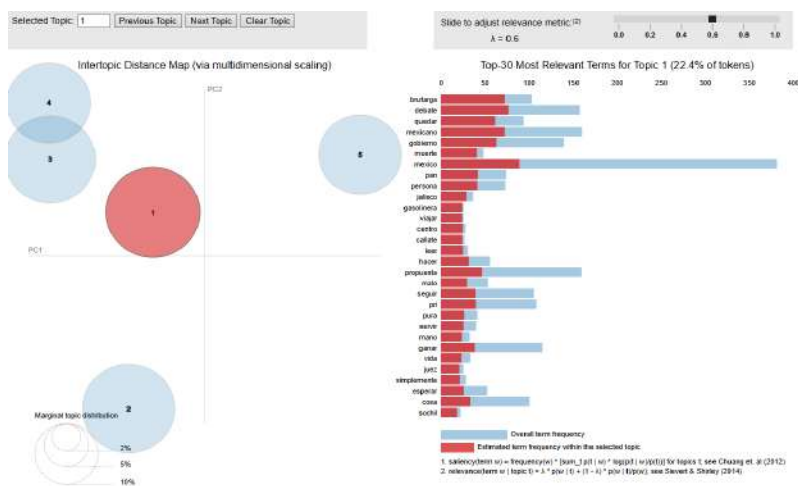 Selected Topic: 1 Previous Topic Next Topic Clear Topic
Slide to adjust relevance metric:(2)
λ = 0.6
0.0 0.2 0.4 0.6 0.8 1.0
Intertopic Distance Map (via multidimensional scaling)
PC2
PC1
4
3
5
1
2
Marginal topic distribution
2%
5%
10%
Top-30 Most Relevant Terms for Topic 1 (22.4% of tokens)
0 50 100 150 200 250 300 350 400
brutarga
debate
quedar
mexicano
gobierno
muerte
mexico
pan
persona
jalisco
gasolinera
viajar
centro
callate
leer
hacer
propuesta
malo
seguir
pri
pura
servir
mano
ganar
vida
juez
simplemente
esperar
cosa
sochil
Overall term frequency
Estimated term frequency within the selected topic
1. saliency(term w) = frequency(w) * [sum_t p(t | w) * log(p(t | w)/p(t))] for topics t; see Chuang et. al (2012)
2. relevance(term w | topic t) = λ * p(w | t) + (1 - λ) * p(w | t)/p(w); see Sievert & Shirley (2014)